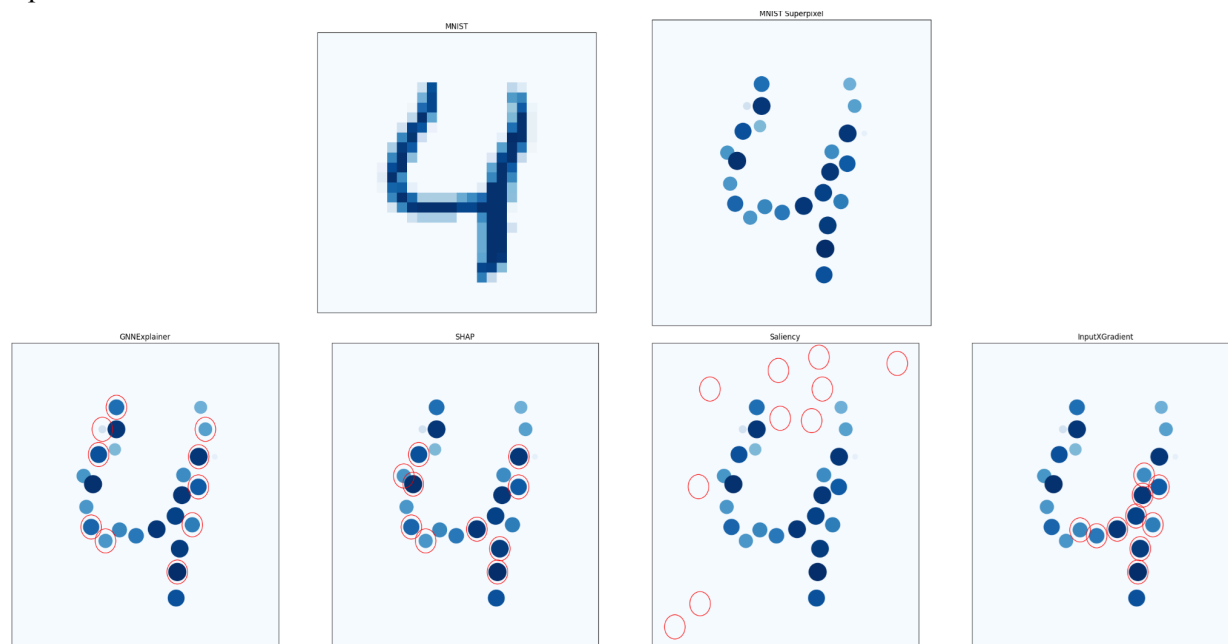 MNIST
MNIST Superpixel
GNNExplainer
SHAP
Saliency
InputXGradient